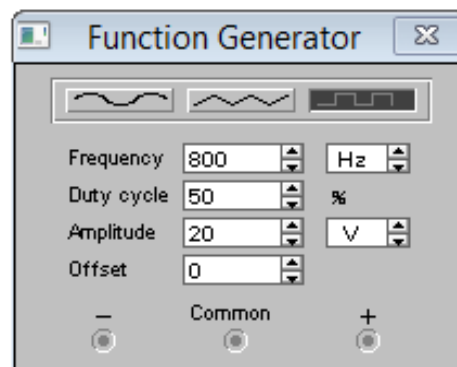 Function Generator
Frequency 800 Hz
Duty cycle 50 %
Amplitude 20 V
Offset 0
− Common +